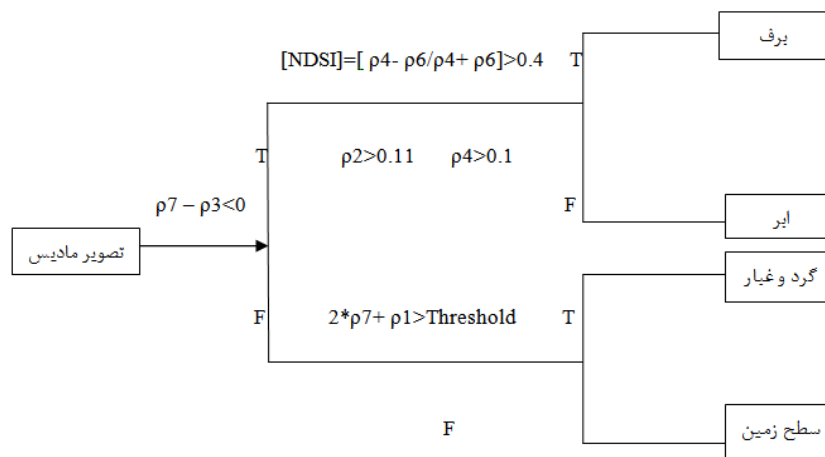 برف
[NDSI]=[ ρ4- ρ6/ρ4+ ρ6]>0.4
T
T
ρ2>0.11
ρ4>0.1
ρ7 – ρ3<0
F
ابر
تصویر مادیس
گرد و غبار
F
2*ρ7+ ρ1>Threshold
T
F
سطح زمین